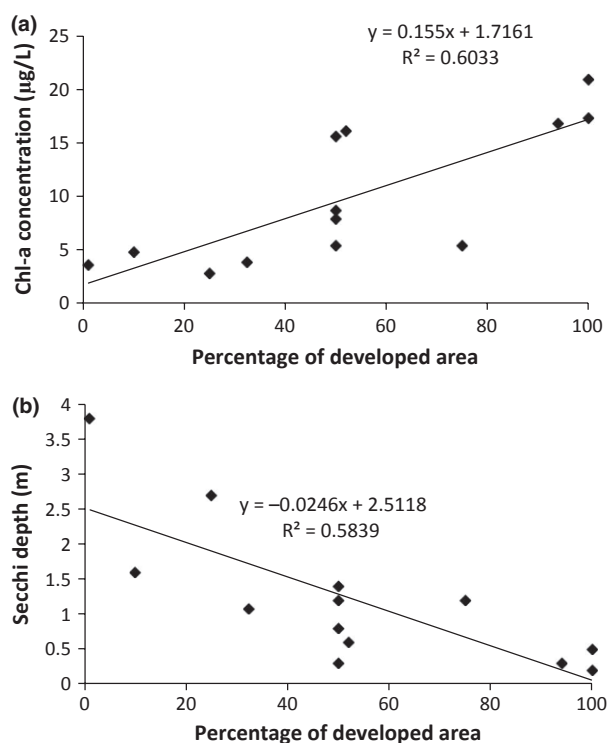 (a)
y = 0.155x + 1.7161
R² = 0.6033
Chl-a concentration (µg/L)
25
20
15
10
5
0
0 20 40 60 80 100
Percentage of developed area
(b)
y = –0.0246x + 2.5118
R² = 0.5839
Secchi depth (m)
4
3.5
3
2.5
2
1.5
1
0.5
0
0 20 40 60 80 100
Percentage of developed area